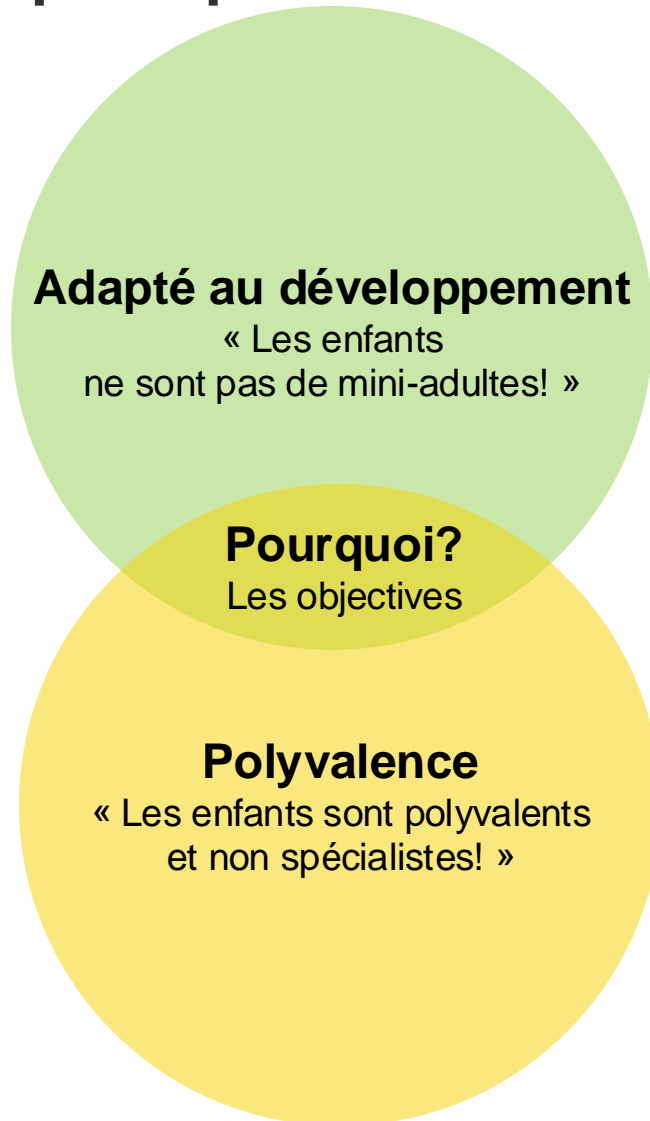 Adapté au développement
« Les enfants
ne sont pas de mini-adultes! »
Pourquoi?
Les objectives
Polyvalence
« Les enfants sont polyvalents
et non spécialistes! »